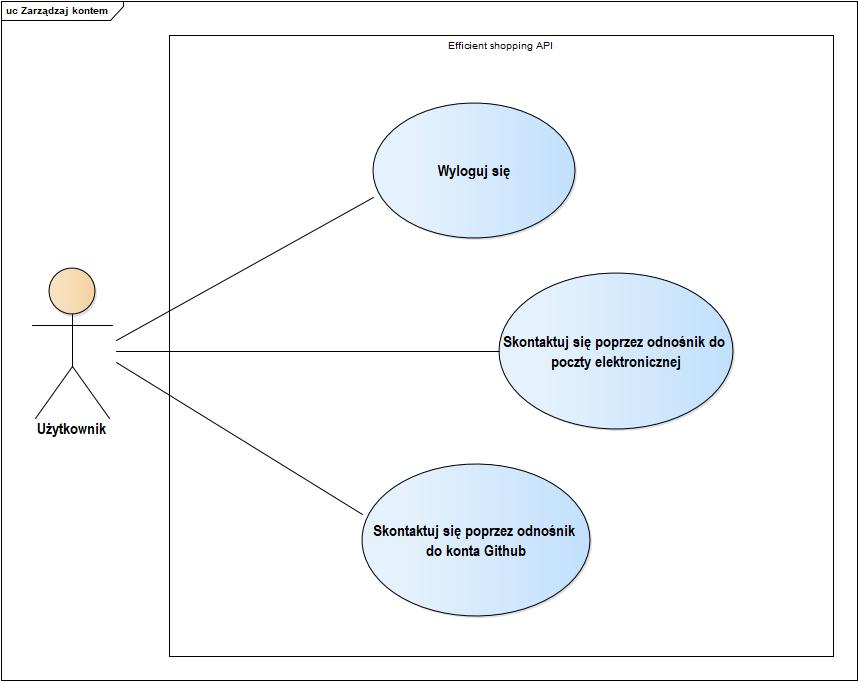 uc Zarządzaj kontem
Efficient shopping API
Wyloguj się
Skontaktuj się poprzez odnośnik do
poczty elektronicznej
Użytkownik
Skontaktuj się poprzez odnośnik
do konta Github